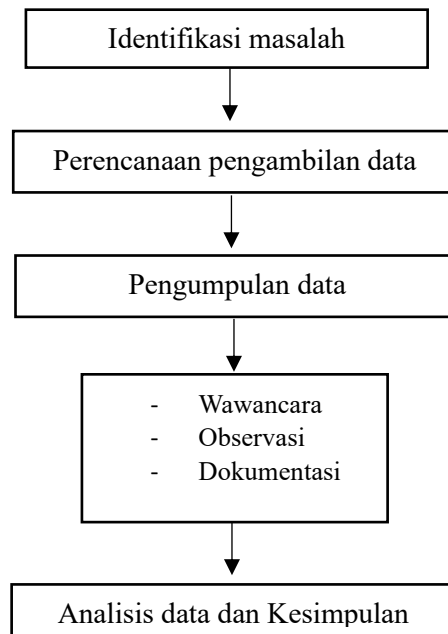 Identifikasi masalah
Perencanaan pengambilan data
Pengumpulan data
- Wawancara
- Observasi
- Dokumentasi
Analisis data dan Kesimpulan